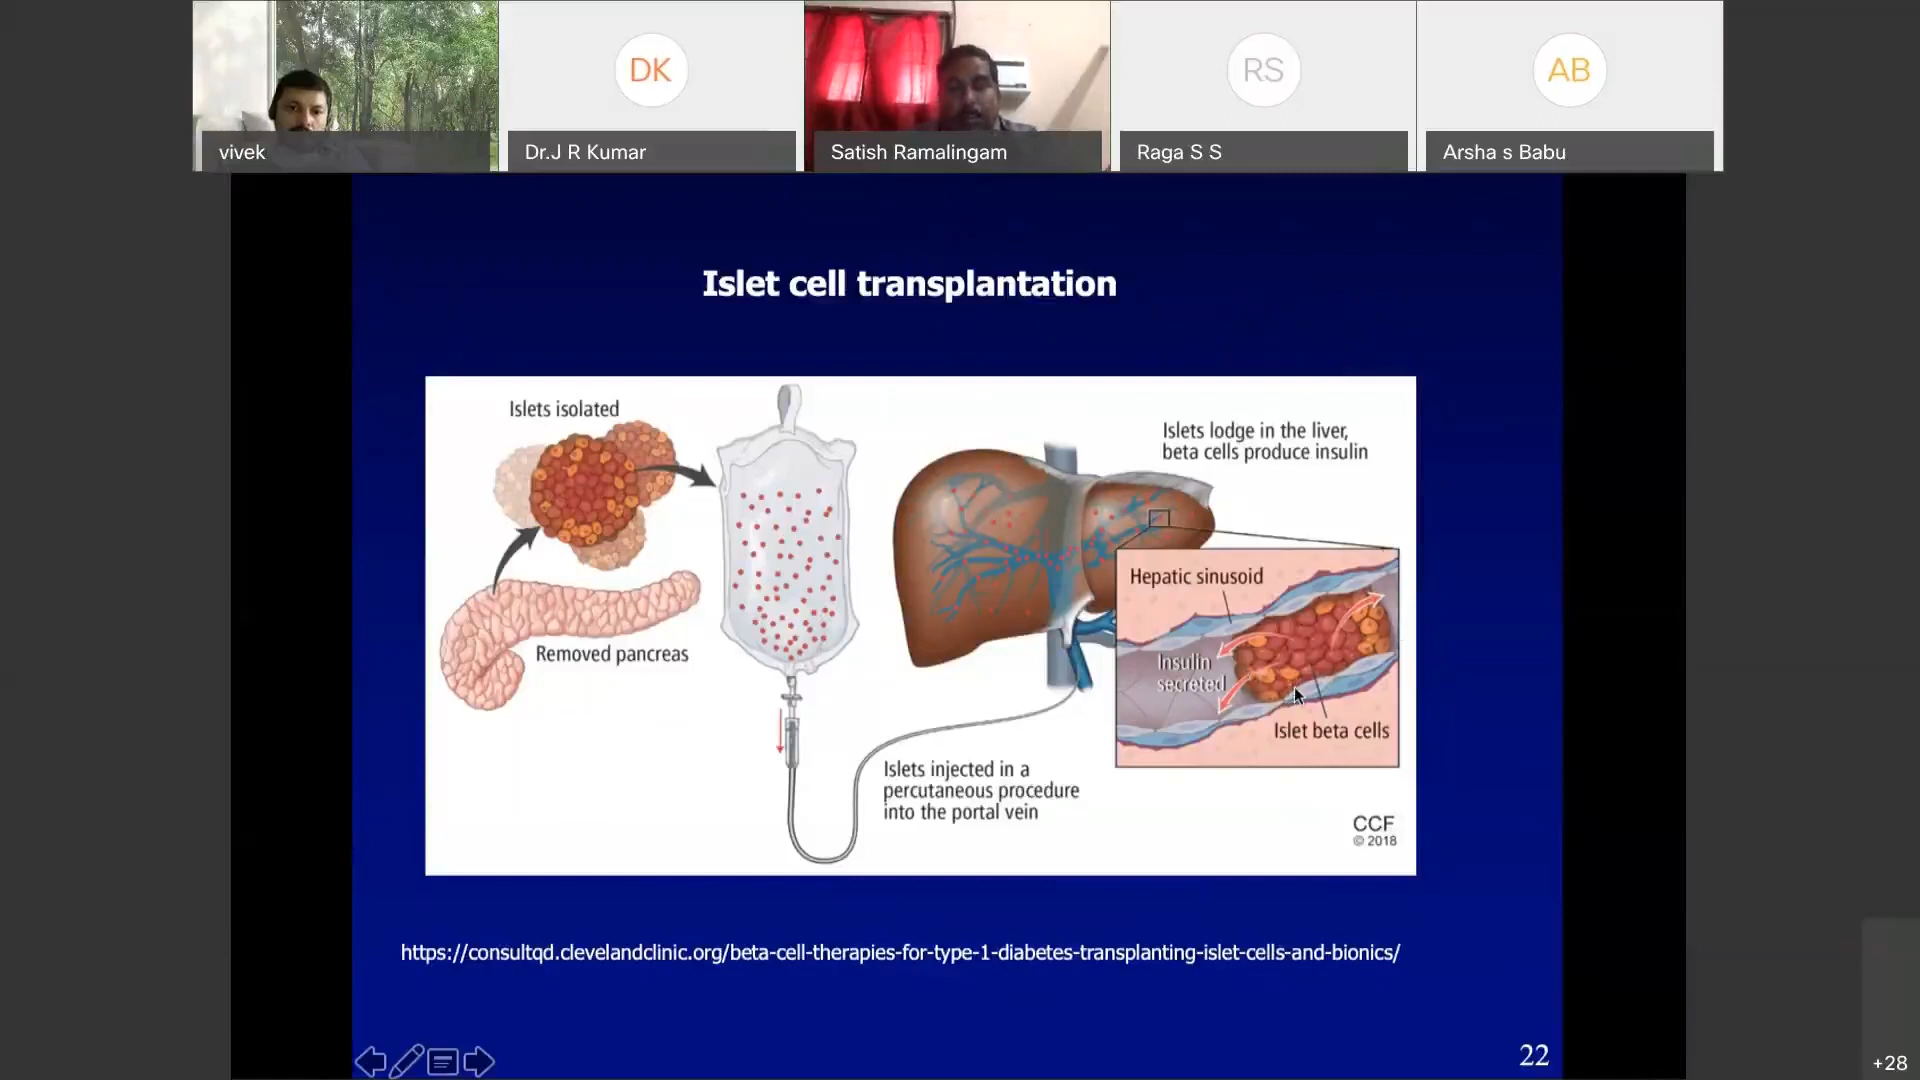 vivek
DK
Dr.J R Kumar
Satish Ramalingam
RS
Raga S S
AB
Arsha s Babu
Islet cell transplantation
Islets isolated
Removed pancreas
Islets injected in a
percutaneous procedure
into the portal vein
Islets lodge in the liver,
beta cells produce insulin
Hepatic sinusoid
Insulin
secreted
Islet beta cells
CCF
© 2018
https://consultqd.clevelandclinic.org/beta-cell-therapies-for-type-1-diabetes-transplanting-islet-cells-and-bionics/
22
+28